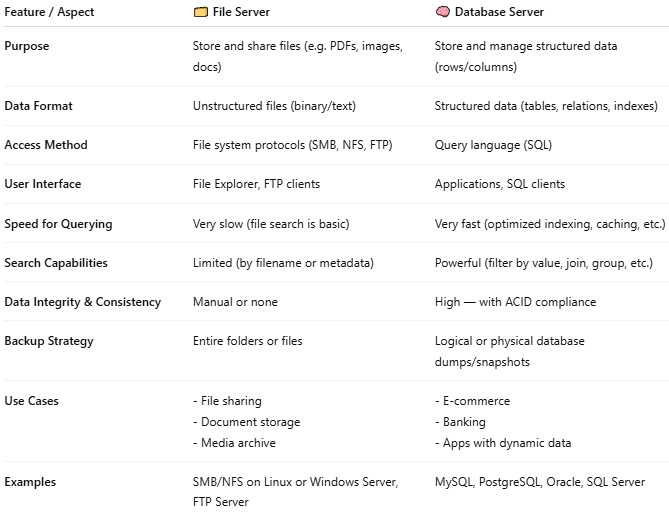 Feature / Aspect 🗂️ File Server 🧠 Database Server
Purpose Store and share files (e.g. PDFs, images, Store and manage structured data
docs) (rows/columns)
Data Format Unstructured files (binary/text) Structured data (tables, relations, indexes)
Access Method File system protocols (SMB, NFS, FTP) Query language (SQL)
User Interface File Explorer, FTP clients Applications, SQL clients
Speed for Querying Very slow (file search is basic) Very fast (optimized indexing, caching, etc.)
Search Capabilities Limited (by filename or metadata) Powerful (filter by value, join, group, etc.)
Data Integrity & Consistency Manual or none High — with ACID compliance
Backup Strategy Entire folders or files Logical or physical database
dumps/snapshots
Use Cases - File sharing - E-commerce
- Document storage - Banking
- Media archive - Apps with dynamic data
Examples SMB/NFS on Linux or Windows Server, MySQL, PostgreSQL, Oracle, SQL Server
FTP Server